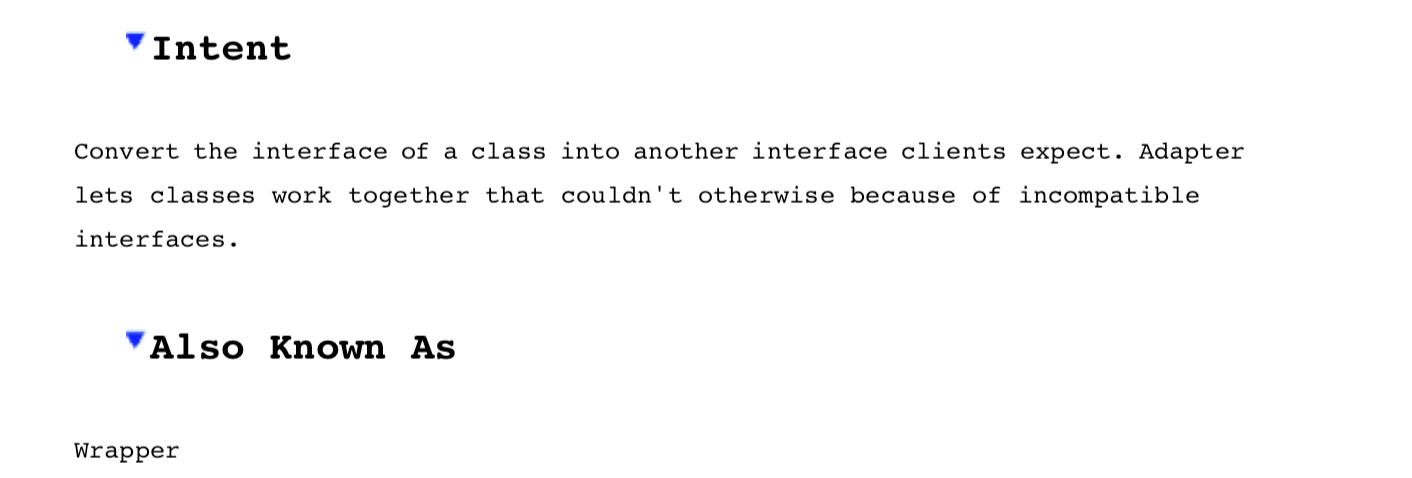 Intent
Convert the interface of a class into another interface clients expect. Adapter
lets classes work together that couldn't otherwise because of incompatible
interfaces.
Also Known As
Wrapper